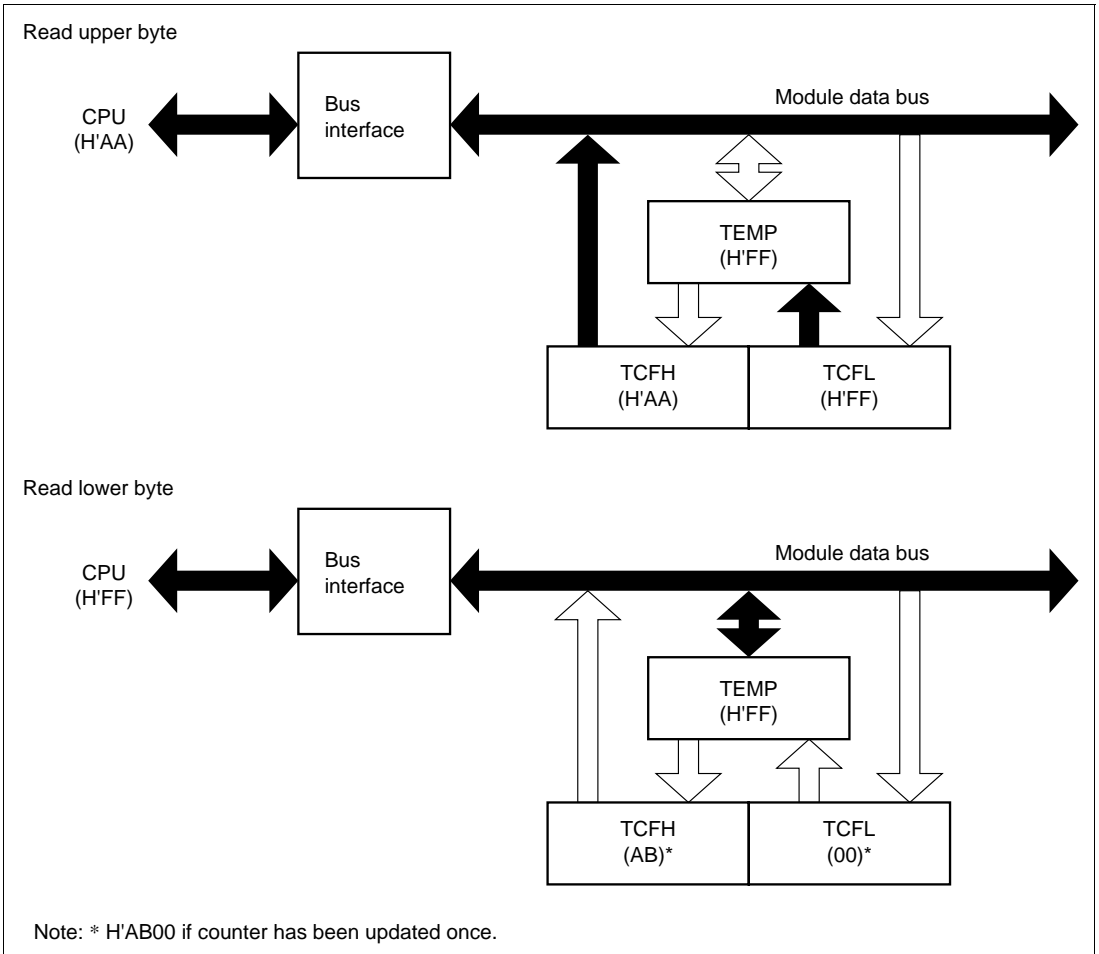 Read upper byte
CPU
(H'AA)
Bus
interface
Module data bus
TEMP
(H'FF)
TCFH
(H'AA)
TCFL
(H'FF)
Read lower byte
CPU
(H'FF)
Bus
interface
Module data bus
TEMP
(H'FF)
TCFH
(AB)*
TCFL
(00)*
Note: * H'AB00 if counter has been updated once.